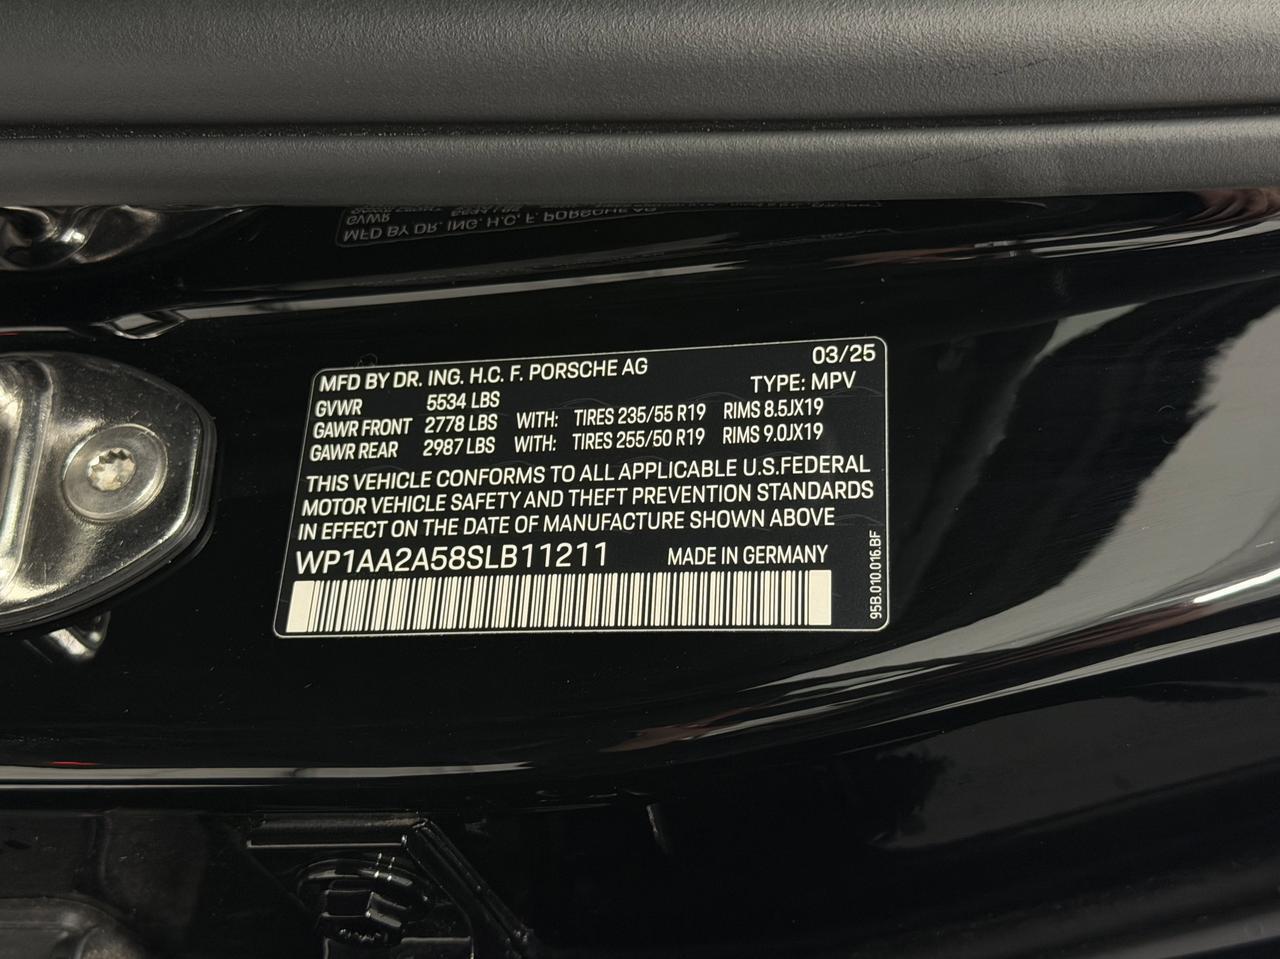 MFD BY DR. ING. H.C. F. PORSCHE AG 03/25
TYPE: MPV
GVWR 5534 LBS
GAWR FRONT 2778 LBS WITH: TIRES 235/55 R19 RIMS 8.5JX19
GAWR REAR 2987 LBS WITH: TIRES 255/50 R19 RIMS 9.0JX19
THIS VEHICLE CONFORMS TO ALL APPLICABLE U.S.FEDERAL
MOTOR VEHICLE SAFETY AND THEFT PREVENTION STANDARDS
IN EFFECT ON THE DATE OF MANUFACTURE SHOWN ABOVE
WP1AA2A58SLB11211 MADE IN GERMANY
95B.010.016.BF